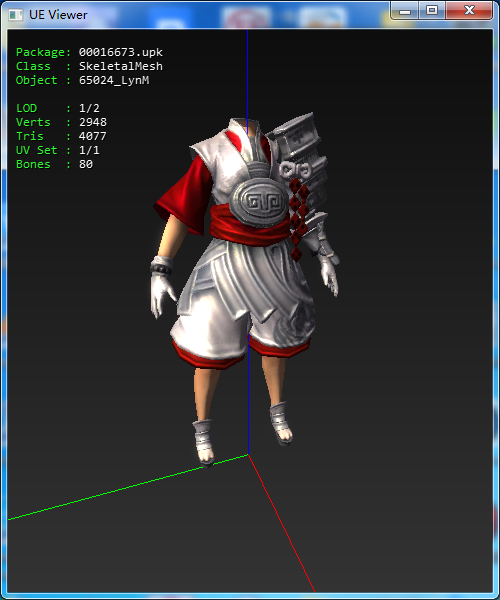 UE Viewer
Package: 00016673.upk
Class : SkeletalMesh
Object : 65024_LynM
LOD : 1/2
Verts : 2948
Tris : 4077
UV Set : 1/1
Bones : 80